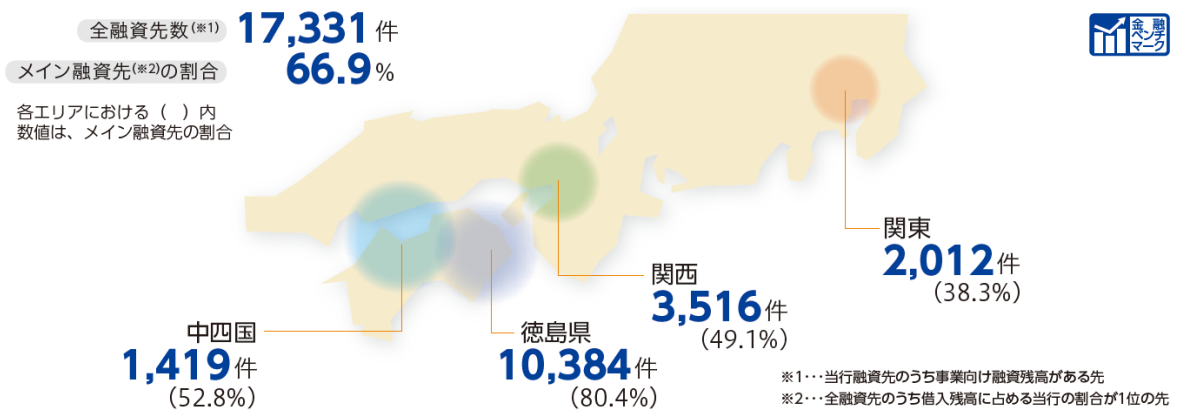 全融資先数(※1) 17,331件
メイン融資先(※2)の割合 66.9%
各エリアにおける（　）内
数値は、メイン融資先の割合
金融
ベンチ
マーク
関東
2,012件
(38.3%)
関西
3,516件
(49.1%)
中四国
1,419件
(52.8%)
徳島県
10,384件
(80.4%)
※1･･･当行融資先のうち事業向け融資残高がある先
※2･･･全融資先のうち借入残高に占める当行の割合が1位の先